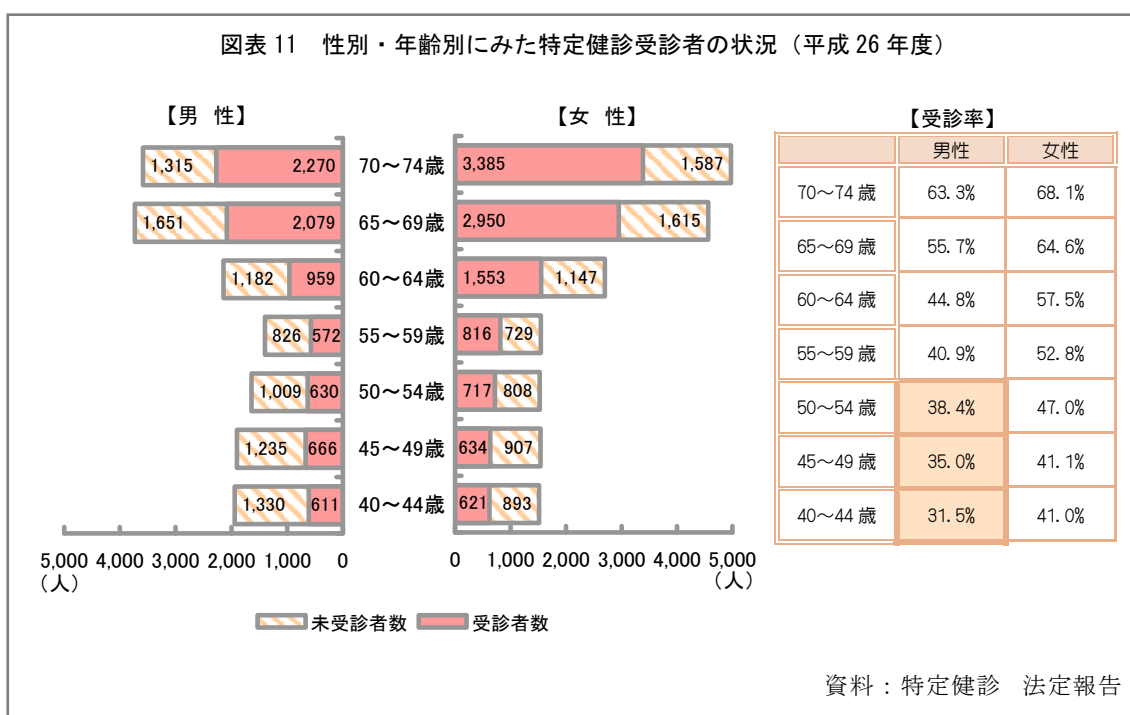 図表 11　性別・年齢別にみた特定健診受診者の状況（平成 26 年度）
【男　性】
1,315 2,270 70～74歳
1,651 2,079 65～69歳
1,182 959 60～64歳
826 572 55～59歳
1,009 630 50～54歳
1,235 666 45～49歳
1,330 611 40～44歳
5,000 4,000 3,000 2,000 1,000 0
（人）
【女　性】
3,385 1,587
2,950 1,615
1,553 1,147
816 729
717 808
634 907
621 893
0 1,000 2,000 3,000 4,000 5,000
（人）
未受診者数 受診者数
【受診率】
男性 女性
70～74 歳 63.3% 68.1%
65～69 歳 55.7% 64.6%
60～64 歳 44.8% 57.5%
55～59 歳 40.9% 52.8%
50～54 歳 38.4% 47.0%
45～49 歳 35.0% 41.1%
40～44 歳 31.5% 41.0%
資料：特定健診　法定報告